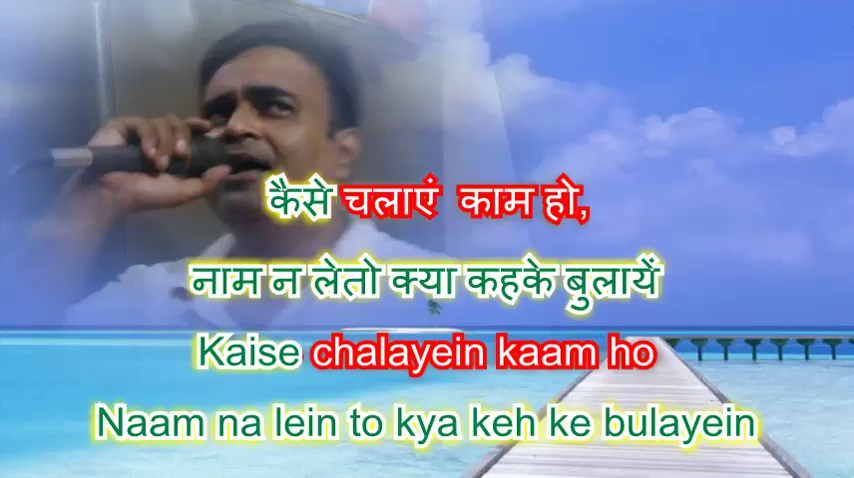 कैसे चलाएं काम हो,
नाम न लेतो क्या कहके बुलायें
Kaise chalayein kaam ho
Naam na lein to kya keh ke bulayein